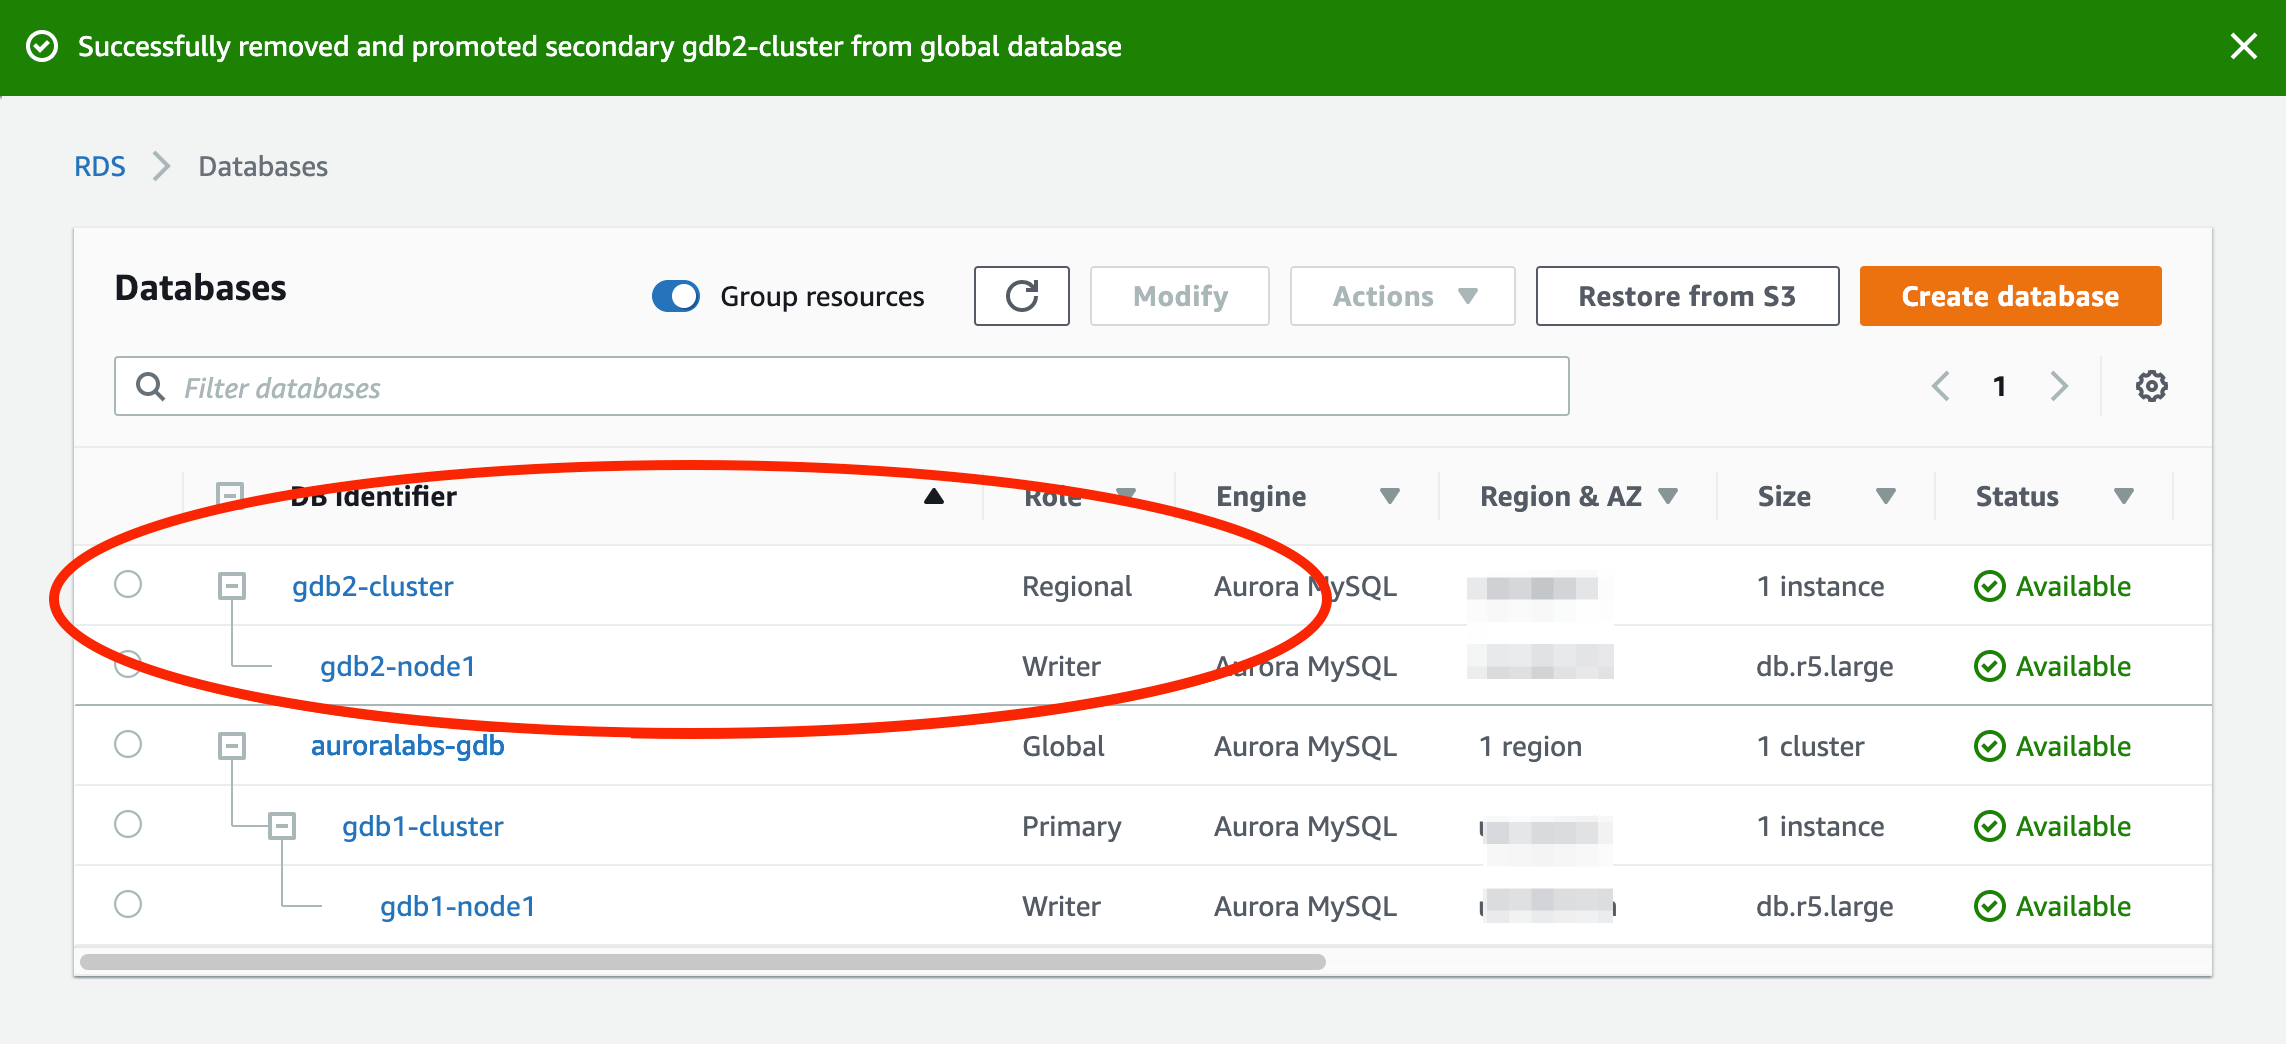 Successfully removed and promoted secondary gdb2-cluster from global database
RDS Databases
Databases Group resources Modify Actions Restore from S3 Create database
Filter databases 1
DB Identifier Role Engine Region & AZ Size Status
gdb2-cluster Regional Aurora MySQL 1 instance Available
gdb2-node1 Writer Aurora MySQL db.r5.large Available
auroralabs-gdb Global Aurora MySQL 1 region 1 cluster Available
gdb1-cluster Primary Aurora MySQL 1 instance Available
gdb1-node1 Writer Aurora MySQL db.r5.large Available